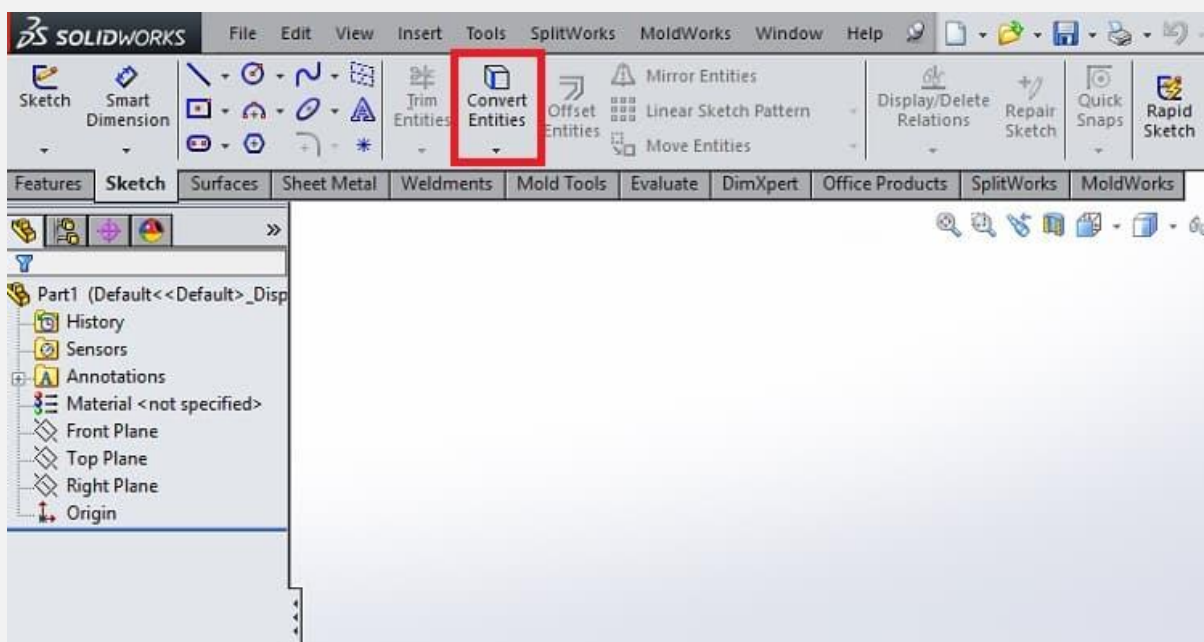 SOLIDWORKS File Edit View Insert Tools SplitWorks MoldWorks Window Help
Sketch
Smart
Dimension
Trim
Entities
Convert
Entities
Offset
Entities
Mirror Entities
Linear Sketch Pattern
Move Entities
Display/Delete
Relations
Repair
Sketch
Quick
Snaps
Rapid
Sketch
Features Sketch Surfaces Sheet Metal Weldments Mold Tools Evaluate DimXpert Office Products SplitWorks MoldWorks
Part1 (Default<<Default>_Disp
History
Sensors
A Annotations
Material <not specified>
Front Plane
Top Plane
Right Plane
Origin